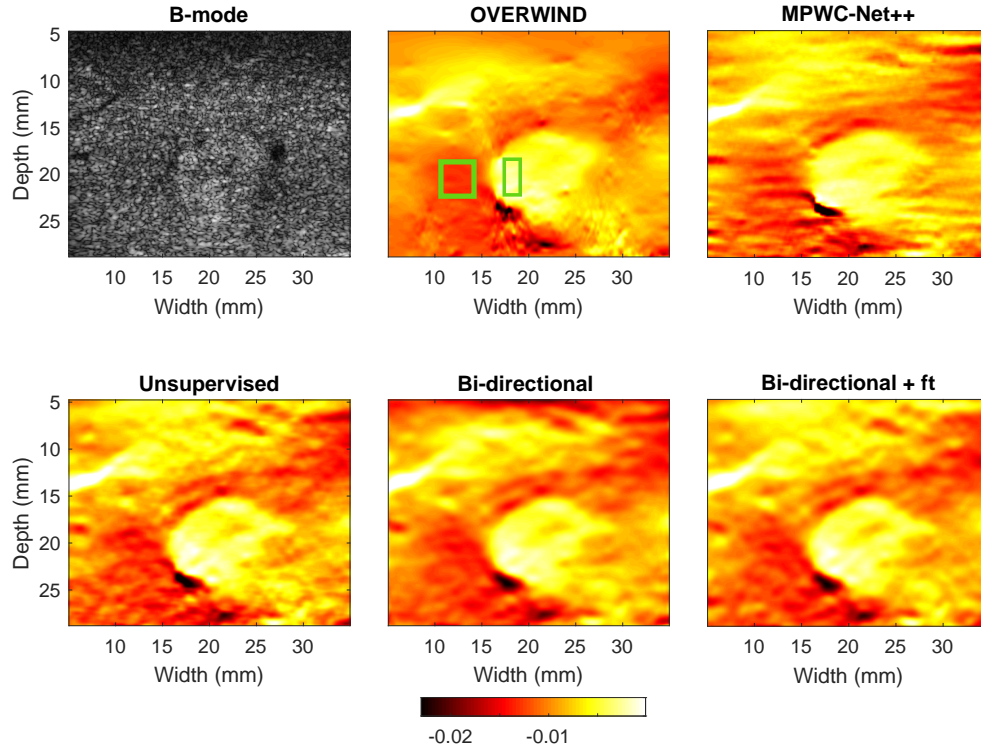 B-mode OVERWIND MPWC-Net++
5
10
15
20
25
Depth (mm)
10 15 20 25 30
10 15 20 25 30
10 15 20 25 30
Width (mm) Width (mm) Width (mm)
Unsupervised Bi-directional Bi-directional + ft
5
10
15
20
25
Depth (mm)
10 15 20 25 30
10 15 20 25 30
10 15 20 25 30
Width (mm) Width (mm) Width (mm)
-0.02 -0.01